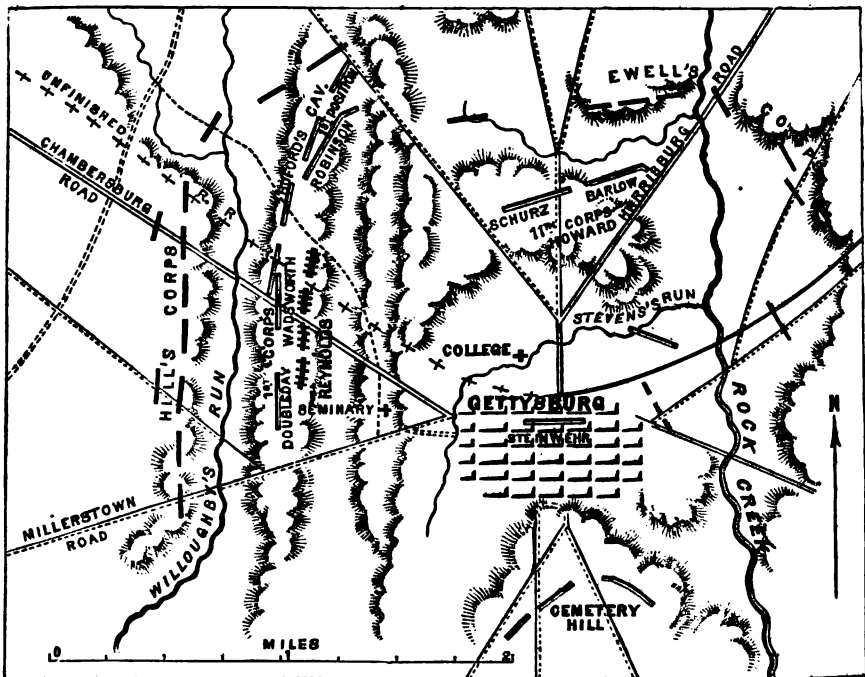 UNFINISHED
R. R.
CHAMBERSBURG
ROAD
HILL'S CORPS
WILLOUGHBY'S RUN
MILLERSTOWN
ROAD
BUFORD'S CAV.
1ST POSITION
ROBINSON
1ST CORPS
DOUBLEDAY WADSWORTH
REYNOLDS
SEMINARY
COLLEGE
EWELL'S
CORPS
HARRISBURG ROAD
SCHURZ
BARLOW
11TH CORPS
HOWARD
STEVENS'S RUN
GETTYSBURG
STEINWEHR
ROCK CREEK
N
CEMETERY
HILL
MILES
0
2